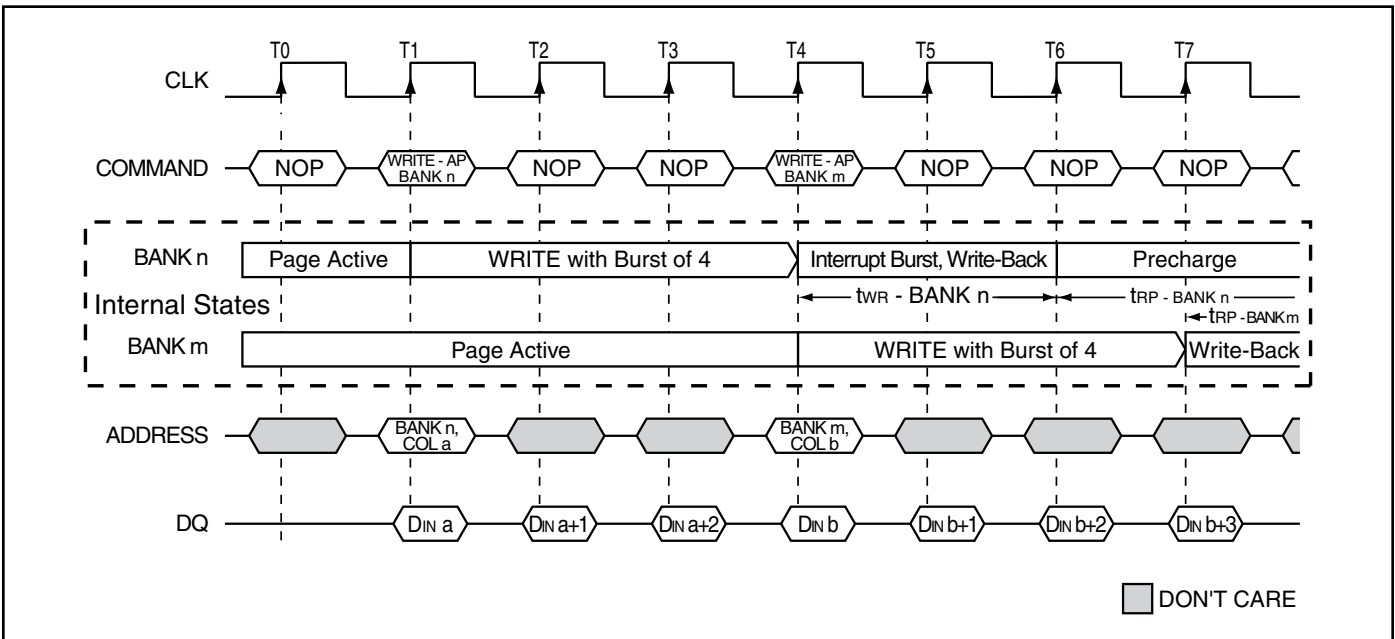 T0 T1 T2 T3 T4 T5 T6 T7
CLK
COMMAND NOP WRITE - AP NOP NOP WRITE - AP NOP NOP NOP
BANK n BANK m
BANK n Page Active WRITE with Burst of 4 Interrupt Burst, Write-Back Precharge
tWR - BANK n tRP - BANK n
Internal States
tRP - BANK m
BANK m Page Active WRITE with Burst of 4 Write-Back
ADDRESS BANK n, BANK m,
COL a COL b
DQ DIN a DIN a+1 DIN a+2 DIN b DIN b+1 DIN b+2 DIN b+3
DON'T CARE